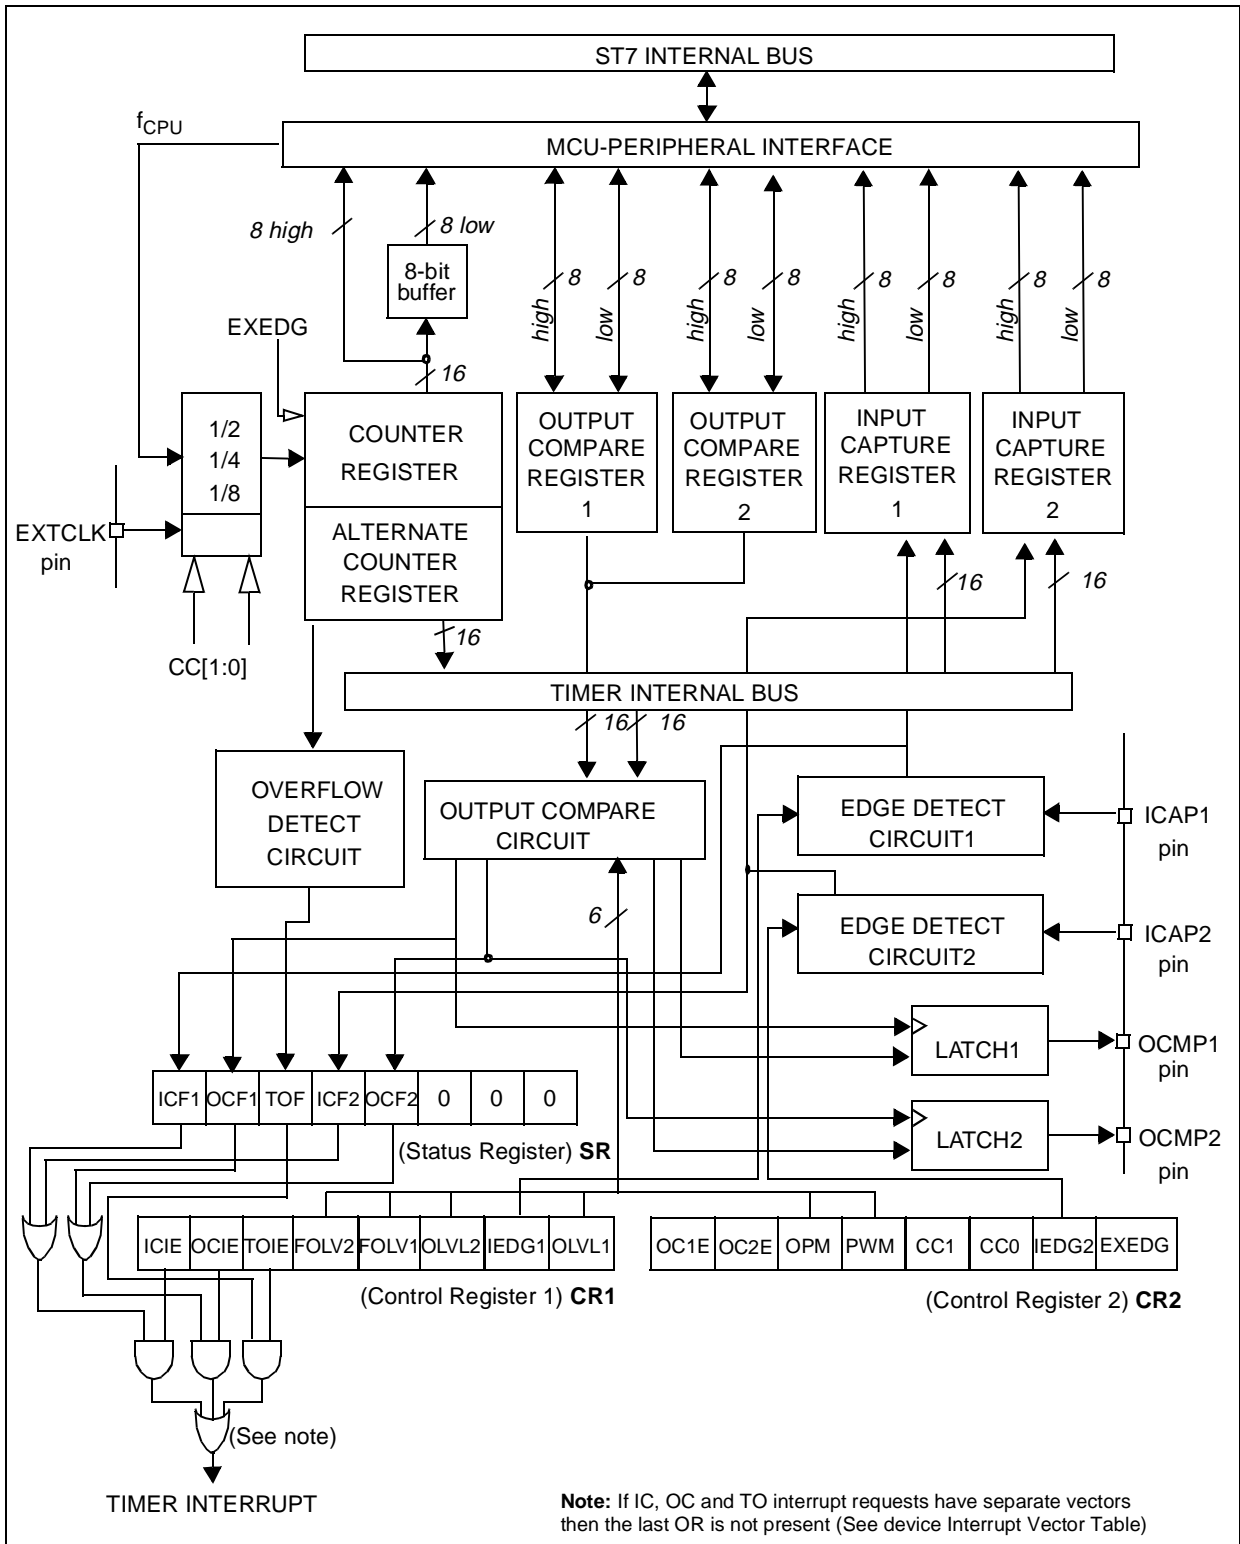 ST7 INTERNAL BUS
fCPU
MCU-PERIPHERAL INTERFACE
8 high
8 low
8-bit
buffer
high
8
low
8
high
8
low
8
high
8
low
8
high
8
low
8
EXEDG
16
1/2
1/4
1/8
COUNTER
REGISTER
ALTERNATE
COUNTER
REGISTER
OUTPUT
COMPARE
REGISTER
1
OUTPUT
COMPARE
REGISTER
2
INPUT
CAPTURE
REGISTER
1
INPUT
CAPTURE
REGISTER
2
EXTCLK
pin
CC[1:0]
16
16
16
TIMER INTERNAL BUS
16
16
OVERFLOW
DETECT
CIRCUIT
OUTPUT COMPARE
CIRCUIT
EDGE DETECT
CIRCUIT1
ICAP1
pin
6
EDGE DETECT
CIRCUIT2
ICAP2
pin
LATCH1
OCMP1
pin
LATCH2
OCMP2
pin
ICF1 OCF1 TOF ICF2 OCF2 0 0 0
(Status Register) SR
ICIE OCIE TOIE FOLV2 FOLV1 OLVL2 IEDG1 OLVL1
(Control Register 1) CR1
OC1E OC2E OPM PWM CC1 CC0 IEDG2 EXEDG
(Control Register 2) CR2
(See note)
TIMER INTERRUPT
Note: If IC, OC and TO interrupt requests have separate vectors
then the last OR is not present (See device Interrupt Vector Table)